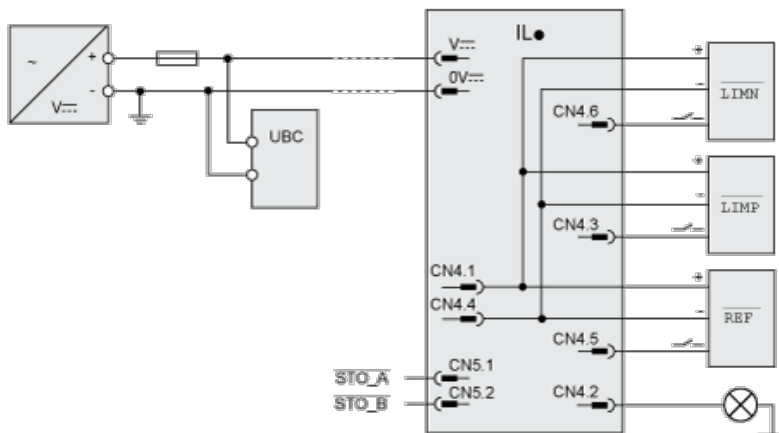 ~
+
-
V⎓
UBC
IL●
V⎓
0V⎓
CN4.6
CN4.3
CN4.1
CN4.4
CN4.5
CN5.1
CN5.2
CN4.2
STO_A
STO_B
+
-
LIMN
+
-
LIMP
+
-
REF